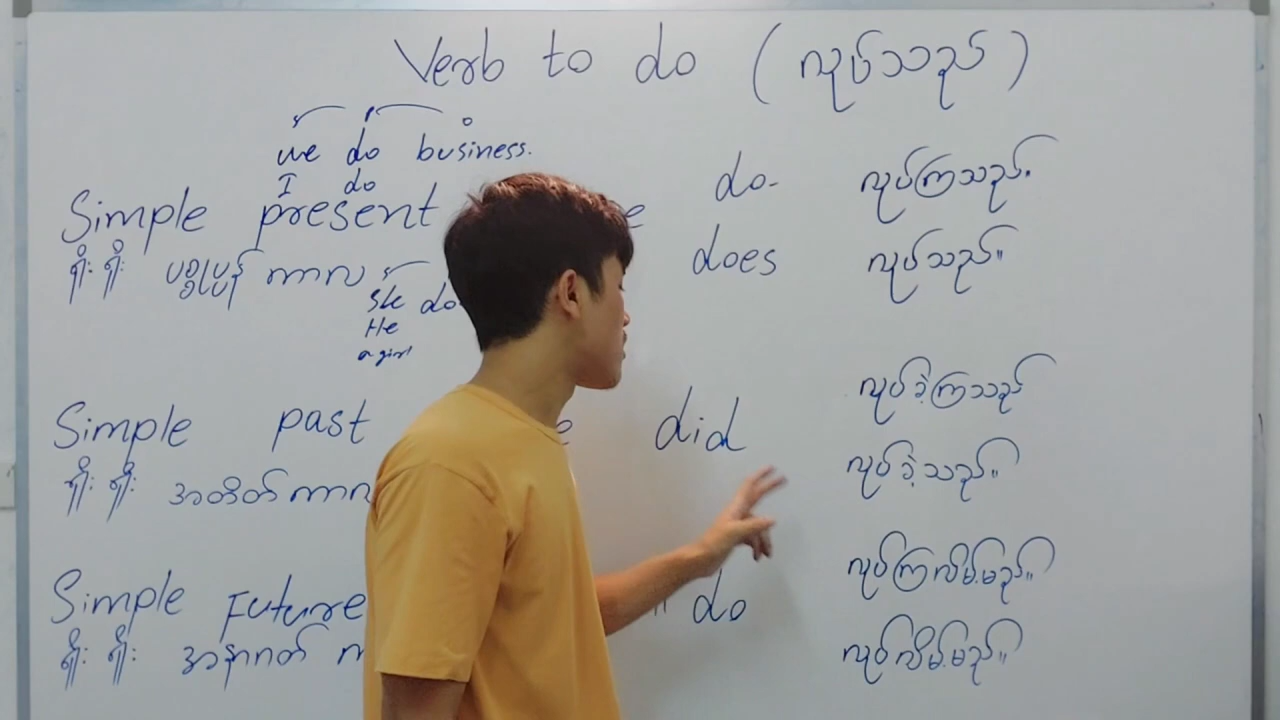 Verb to do (လုပ်သည်)
we do business.
I do
Simple present do-
ရိုးရိုး ပစ္စုပ္ပန် ကာလ
လုပ်ကြသည်။
does လုပ်သည်။
She
He
a girl
Simple past did
လုပ်ခဲ့ကြသည်
ရိုးရိုး အတိတ်ကာလ
လုပ်ခဲ့သည်။
Simple Future do
လုပ်ကြလိမ့်မည်။
ရိုးရိုး အနာဂတ်
လုပ်လိမ့်မည်။